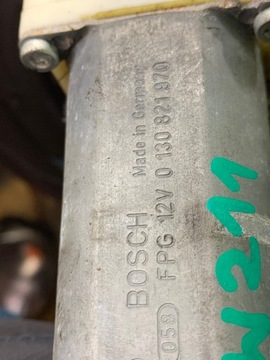 BOSCH Made in Germany
FPG 12V 0 130 821 970
058
W211